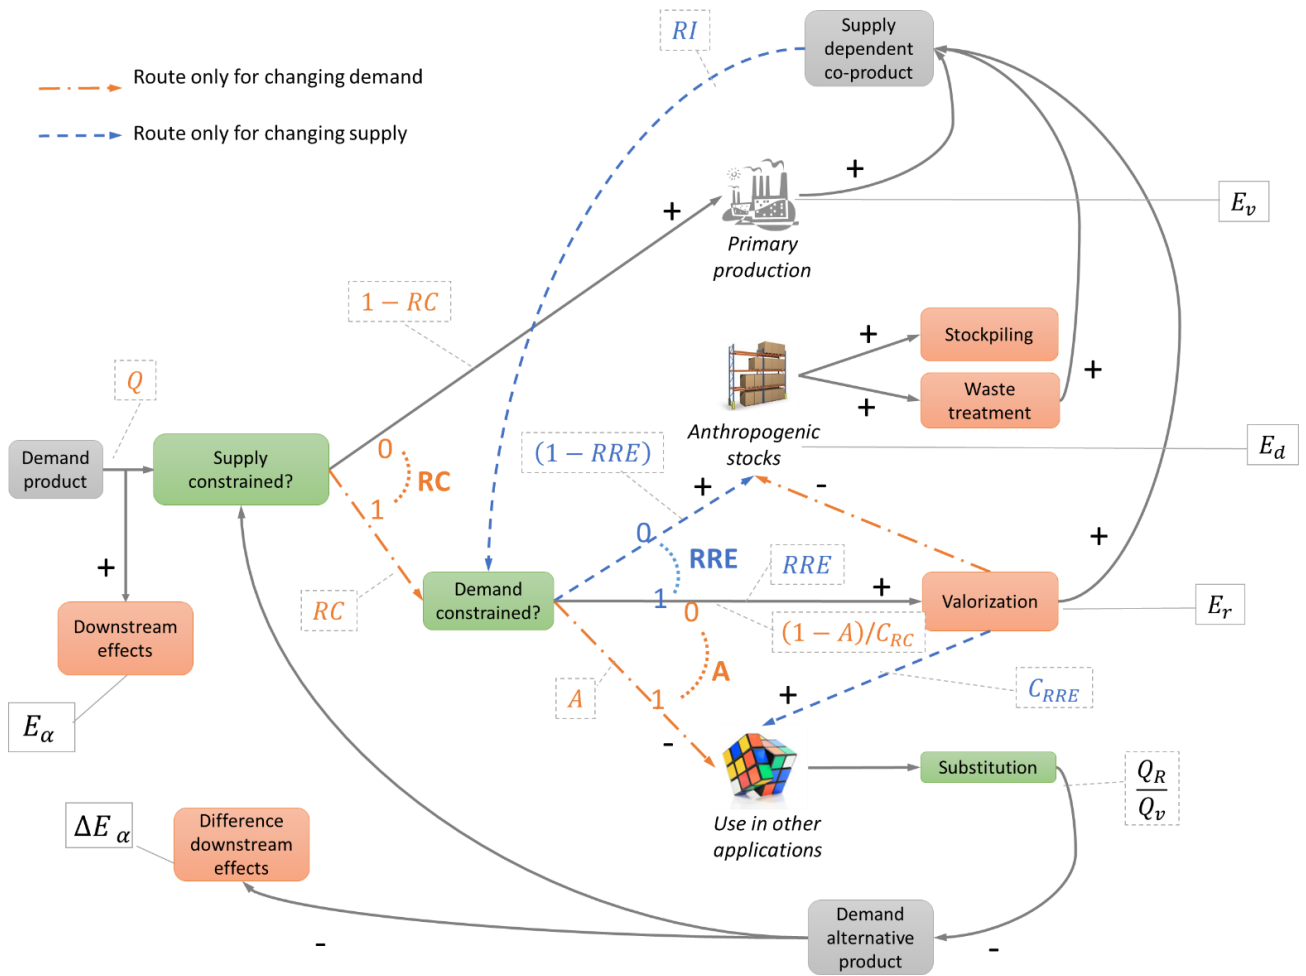 RI
Supply
dependent
co-product
Route only for changing demand
Route only for changing supply
+
+
E_v
Primary
production
1 − RC
+
Stockpiling
Q
+
Waste
treatment
+
Anthropogenic
stocks
Demand
product
Supply
constrained?
0
RC
1
(1 − RRE)
E_d
+
-
0
+
RRE
RRE
+
+
Downstream
effects
RC
Demand
constrained?
1
0
(1 − A)/C_RC
Valorization
E_r
A
A
1
+
C_RRE
E_α
-
Substitution
Q_R
Q_v
ΔE_α
Difference
downstream
effects
Use in other
applications
Demand
alternative
product
-
-